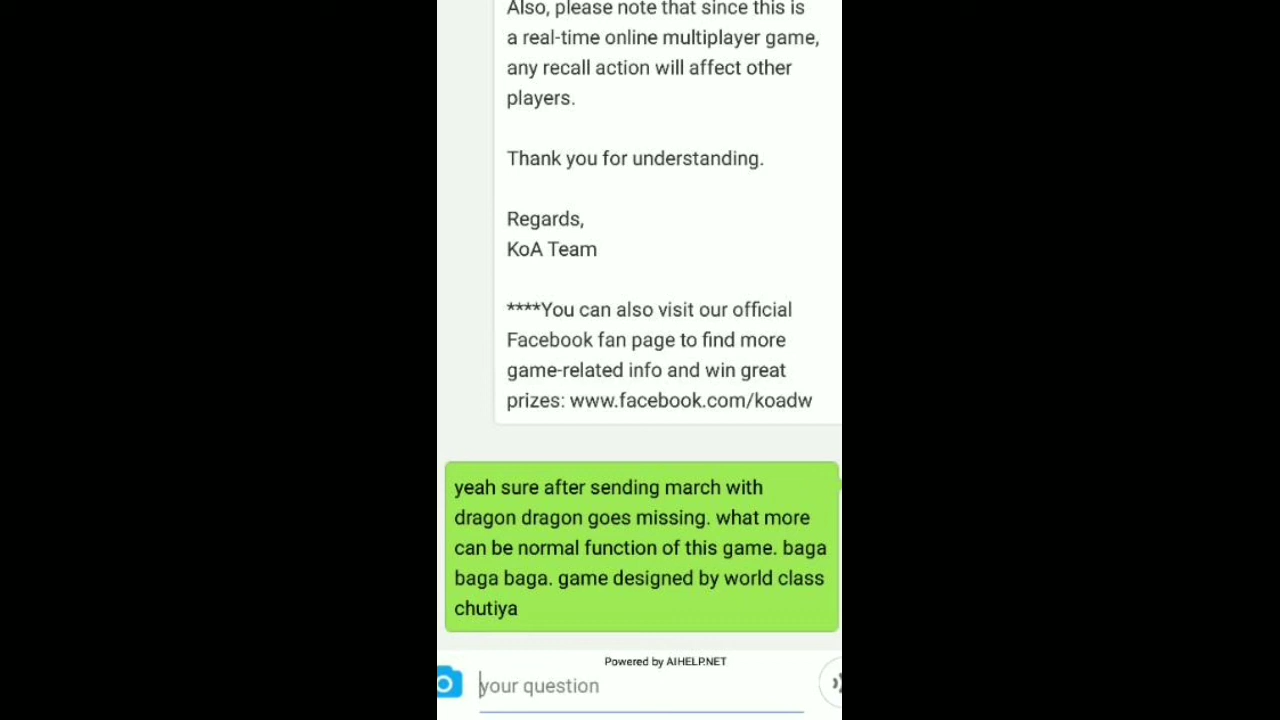 Also, please note that since this is
a real-time online multiplayer game,
any recall action will affect other
players.
Thank you for understanding.
Regards,
KoA Team
****You can also visit our official
Facebook fan page to find more
game-related info and win great
prizes: www.facebook.com/koadw
yeah sure after sending march with
dragon dragon goes missing. what more
can be normal function of this game. baga
baga baga. game designed by world class
chutiya
Powered by AIHELP.NET
your question